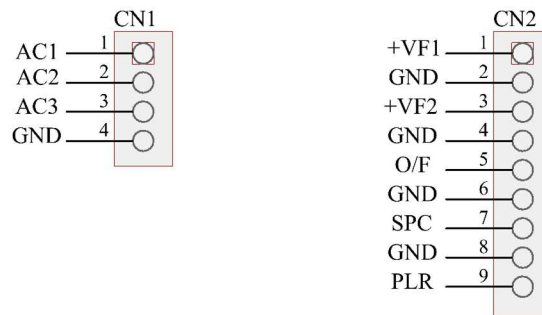 CN1
AC1 1
AC2 2
AC3 3
GND 4
CN2
+VF1 1
GND 2
+VF2 3
GND 4
O/F 5
GND 6
SPC 7
GND 8
PLR 9